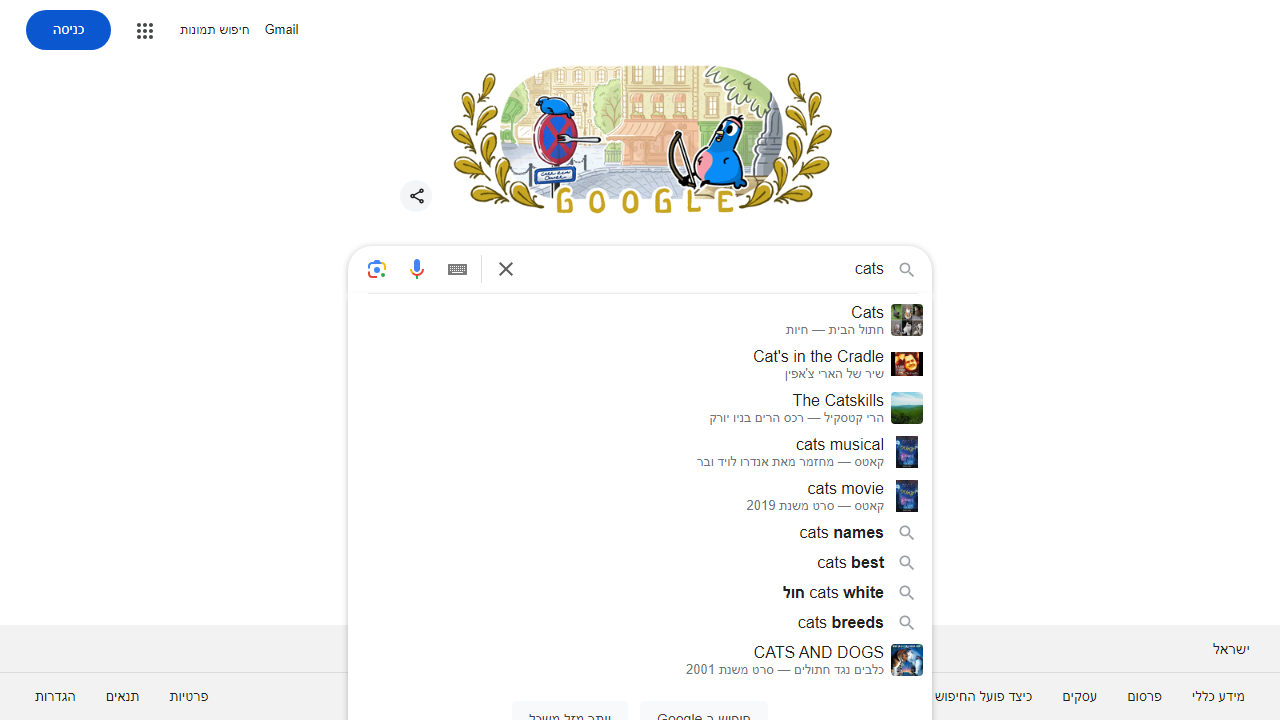 כניסה
חיפוש תמונות
Gmail
GOOGLE
cats
Cats
חתול הבית — חיות
Cat's in the Cradle
שיר של הארי צ'אפין
The Catskills
הרי קטסקיל — רכס הרים בניו יורק
cats musical
קאטס — מחזמר מאת אנדרו לויד ובר
cats movie
קאטס — סרט משנת 2019
cats names
cats best
cats white חול
cats breeds
CATS AND DOGS
כלבים נגד חתולים — סרט משנת 2001
חיפוש ב-Google
יותר מזל משכל
ישראל
מידע כללי
פרסום
עסקים
כיצד פועל החיפוש
פרטיות
תנאים
הגדרות